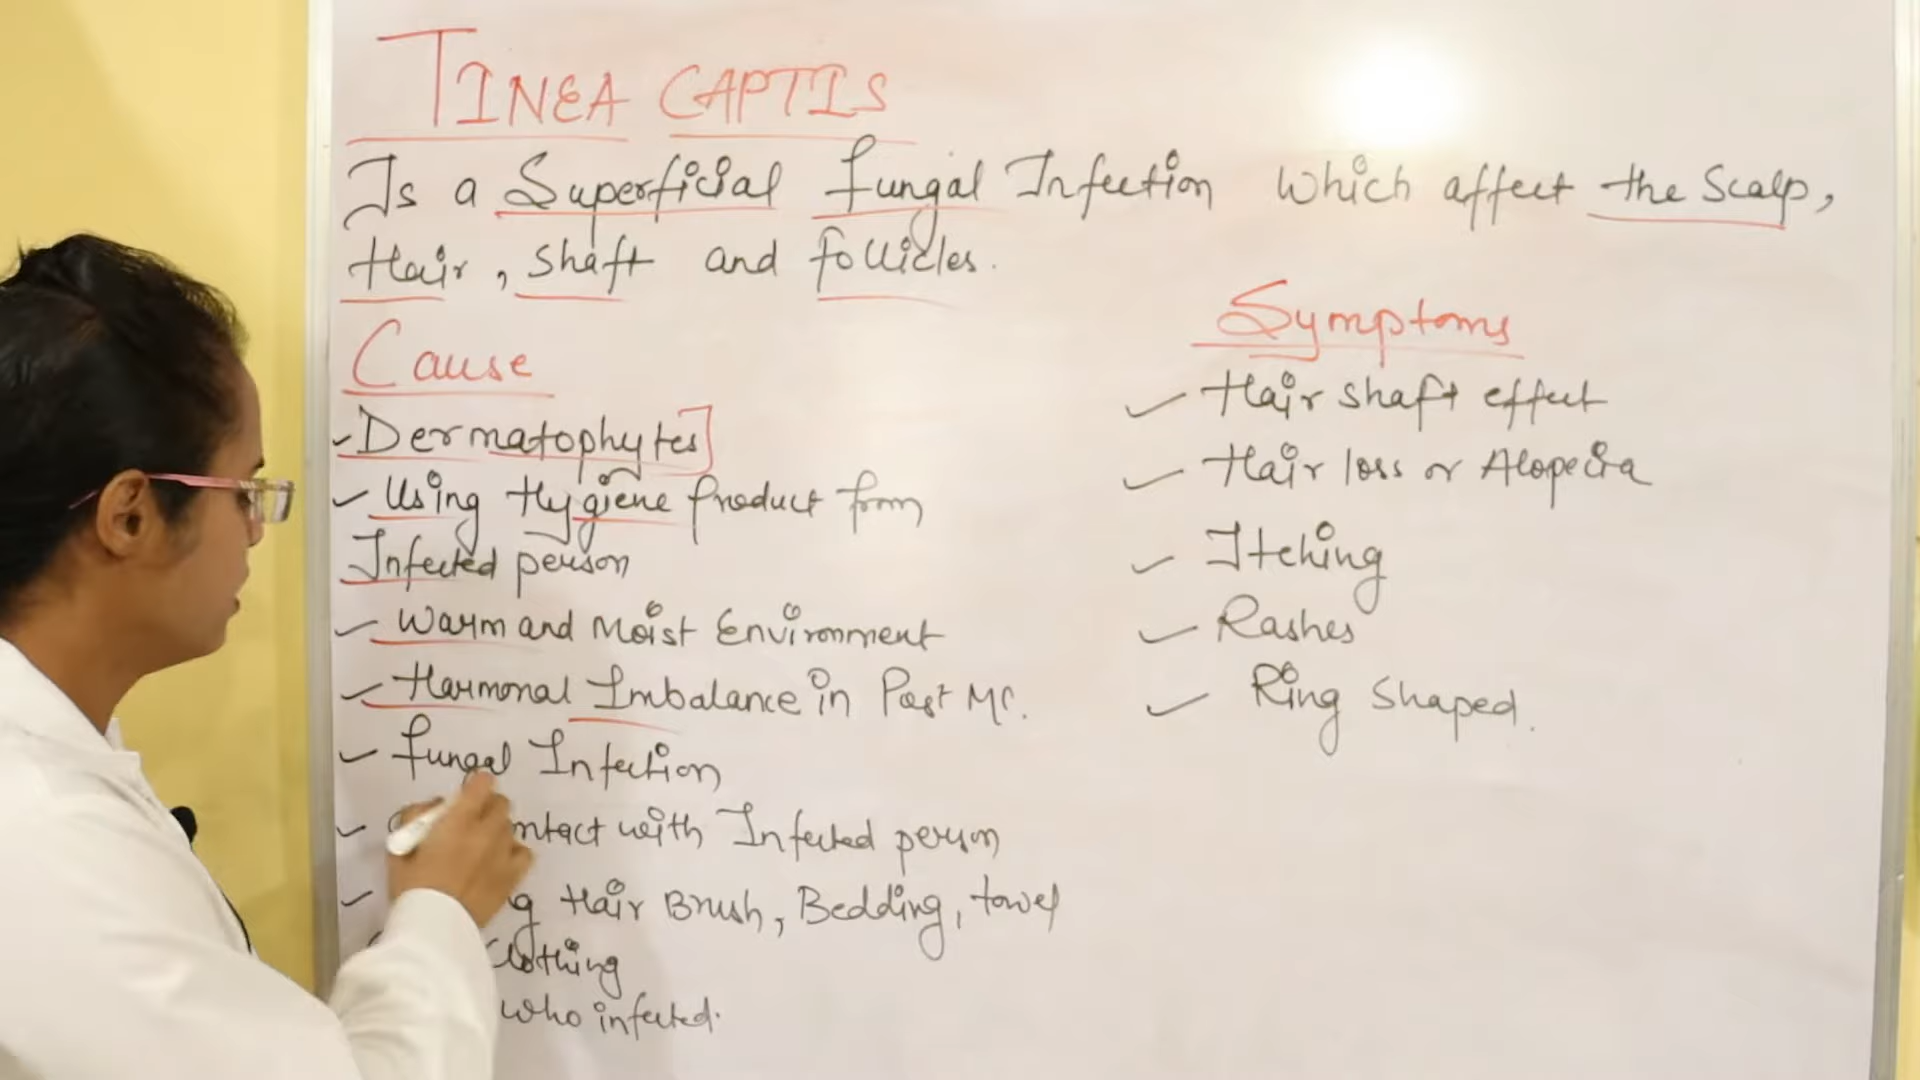 TINEA CAPTIS
Is a Superficial fungal Infection which affect the Scalp,
Hair, shaft and follicles.
Cause
Dermatophytes
Using Hygiene product from
Infected person
Warm and Moist Environment
Harmonal Imbalance in Post MC.
fungal Infection
with Infected person
Hair Brush, Bedding, towel
Clothing
who infected.
Symptoms
Hair shaft effect
Hair loss or Alopecia
Itching
Rashes
Ring Shaped.